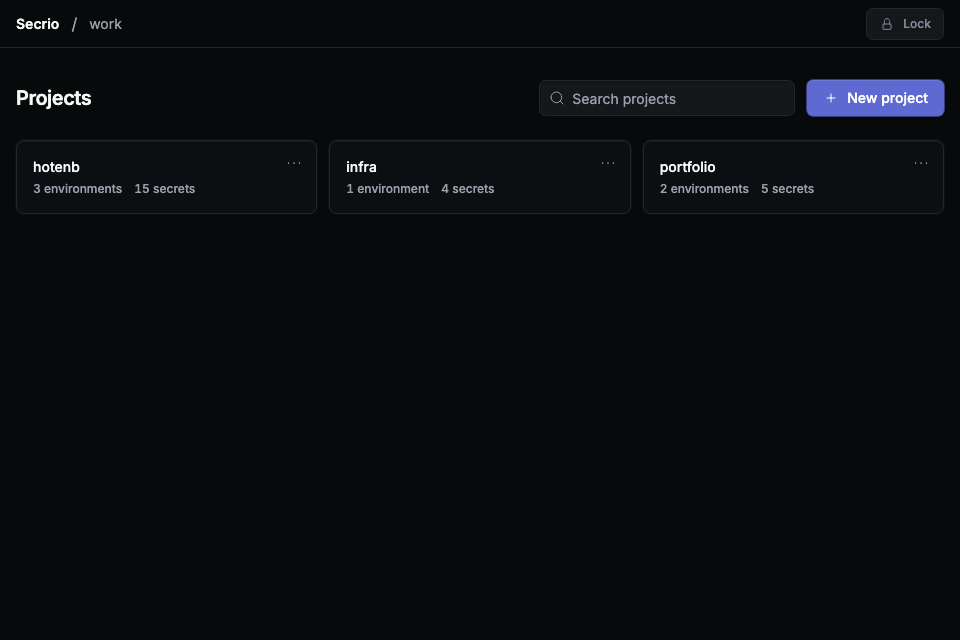 Secrio / work
Lock
Projects
Search projects
+ New project
hotenb ...
3 environments 15 secrets
infra ...
1 environment 4 secrets
portfolio ...
2 environments 5 secrets